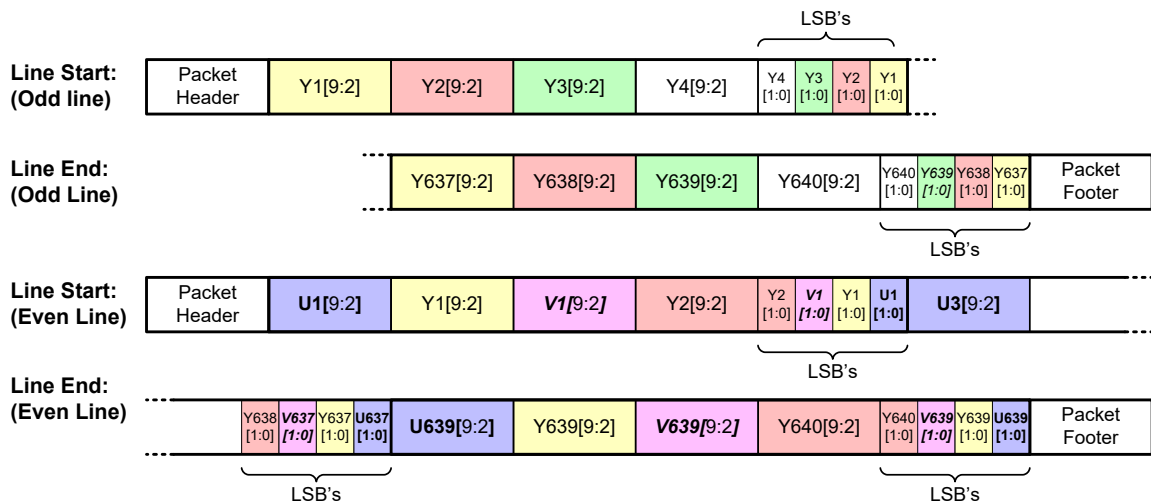 LSB's
Line Start:
(Odd line)
Packet
Header
Y1[9:2]
Y2[9:2]
Y3[9:2]
Y4[9:2]
Y4
[1:0]
Y3
[1:0]
Y2
[1:0]
Y1
[1:0]
Line End:
(Odd Line)
Y637[9:2]
Y638[9:2]
Y639[9:2]
Y640[9:2]
Y640
[1:0]
Y639
[1:0]
Y638
[1:0]
Y637
[1:0]
Packet
Footer
LSB's
Line Start:
(Even Line)
Packet
Header
U1[9:2]
Y1[9:2]
V1[9:2]
Y2[9:2]
Y2
[1:0]
V1
[1:0]
Y1
[1:0]
U1
[1:0]
U3[9:2]
LSB's
Line End:
(Even Line)
Y638
[1:0]
V637
[1:0]
Y637
[1:0]
U637
[1:0]
U639[9:2]
Y639[9:2]
V639[9:2]
Y640[9:2]
Y640
[1:0]
V639
[1:0]
Y639
[1:0]
U639
[1:0]
Packet
Footer
LSB's
LSB's